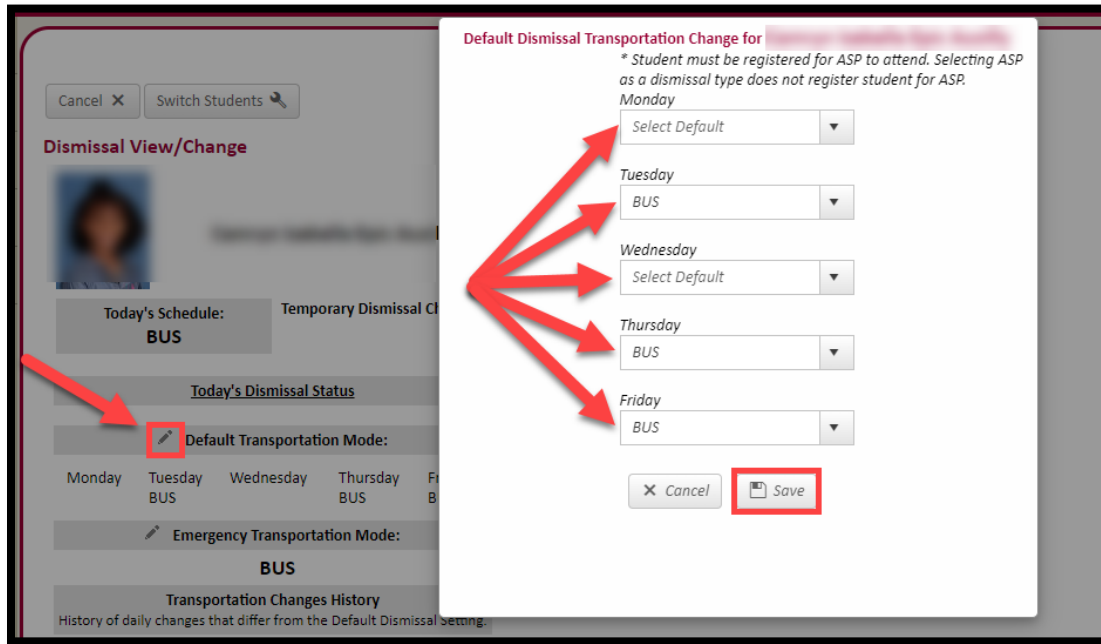 Cancel
Switch Students
Dismissal View/Change
Today's Schedule:
BUS
Temporary Dismissal
Today's Dismissal Status
Default Transportation Mode:
Monday Tuesday Wednesday Thursday
BUS BUS
Emergency Transportation Mode:
BUS
Transportation Changes History
History of daily changes that differ from the Default Dismissal Setting.
Default Dismissal Transportation Change for
* Student must be registered for ASP to attend. Selecting ASP
as a dismissal type does not register student for ASP.
Monday
Select Default
Tuesday
BUS
Wednesday
Select Default
Thursday
BUS
Friday
BUS
Cancel
Save